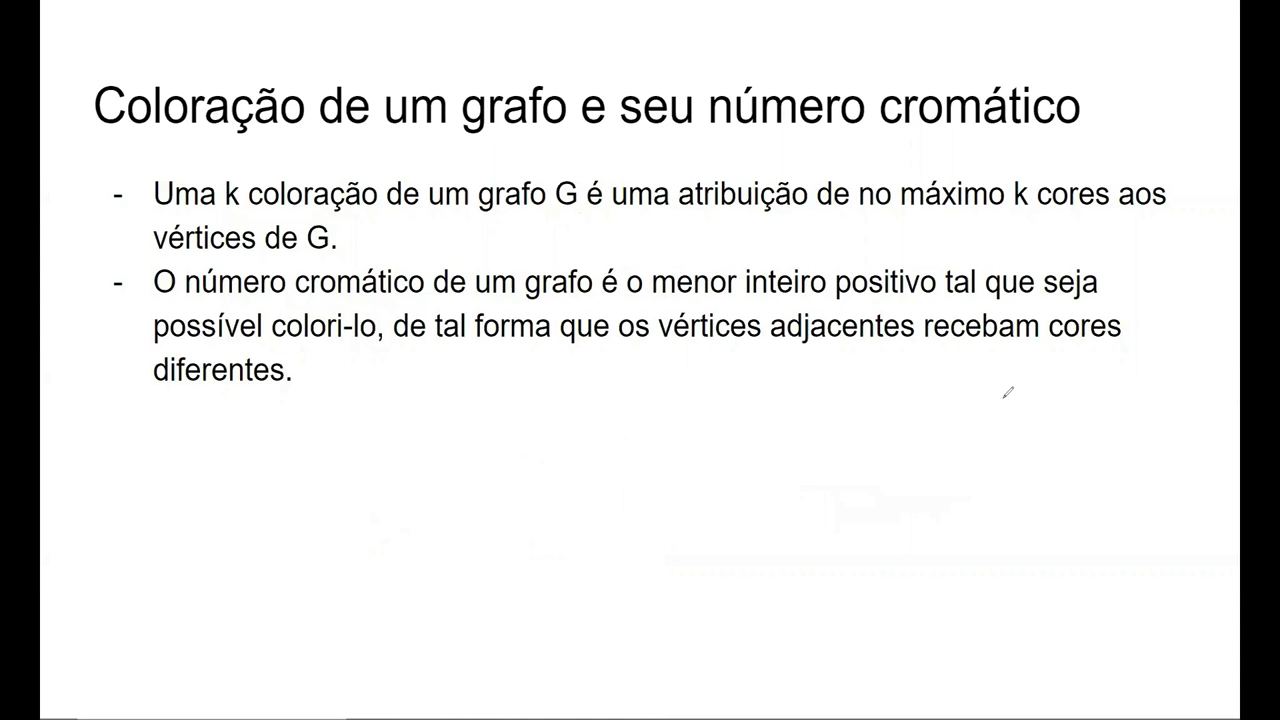 Coloração de um grafo e seu número cromático
- Uma k coloração de um grafo G é uma atribuição de no máximo k cores aos
vértices de G.
- O número cromático de um grafo é o menor inteiro positivo tal que seja
possível colori-lo, de tal forma que os vértices adjacentes recebam cores
diferentes.